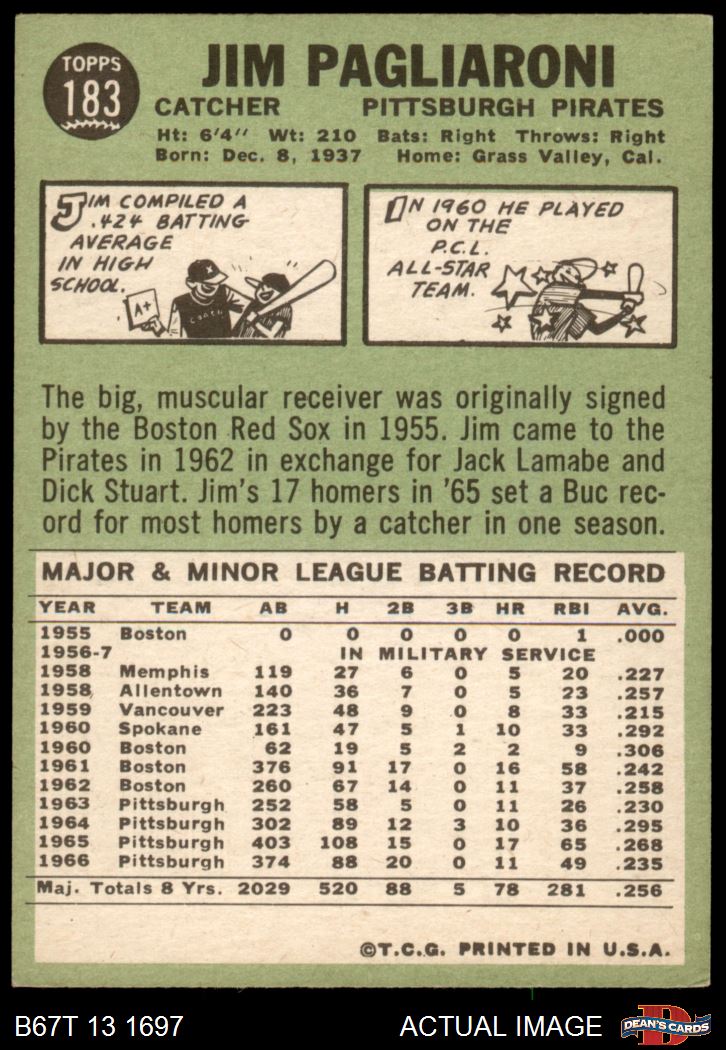 TOPPS
183
JIM PAGLIARONI
CATCHER PITTSBURGH PIRATES
Ht: 6'4" Wt: 210 Bats: Right Throws: Right
Born: Dec. 8, 1937 Home: Grass Valley, Cal.
JIM COMPILED A
.424 BATTING
AVERAGE
IN HIGH
SCHOOL.
A+
COACH
IN 1960 HE PLAYED
ON THE
P.C.L.
ALL-STAR
TEAM.
The big, muscular receiver was originally signed
by the Boston Red Sox in 1955. Jim came to the
Pirates in 1962 in exchange for Jack Lamabe and
Dick Stuart. Jim's 17 homers in '65 set a Buc rec-
ord for most homers by a catcher in one season.
MAJOR & MINOR LEAGUE BATTING RECORD
YEAR TEAM AB H 2B 3B HR RBI AVG.
1955 Boston 0 0 0 0 0 1 .000
1956-7 IN MILITARY SERVICE
1958 Memphis 119 27 6 0 5 20 .227
1958 Allentown 140 36 7 0 5 23 .257
1959 Vancouver 223 48 9 0 8 33 .215
1960 Spokane 161 47 5 1 10 33 .292
1960 Boston 62 19 5 2 2 9 .306
1961 Boston 376 91 17 0 16 58 .242
1962 Boston 260 67 14 0 11 37 .258
1963 Pittsburgh 252 58 5 0 11 26 .230
1964 Pittsburgh 302 89 12 3 10 36 .295
1965 Pittsburgh 403 108 15 0 17 65 .268
1966 Pittsburgh 374 88 20 0 11 49 .235
Maj. Totals 8 Yrs. 2029 520 88 5 78 281 .256
©T.C.G. PRINTED IN U.S.A.
B67T 13 1697 ACTUAL IMAGE
D
DEAN'S CARDS